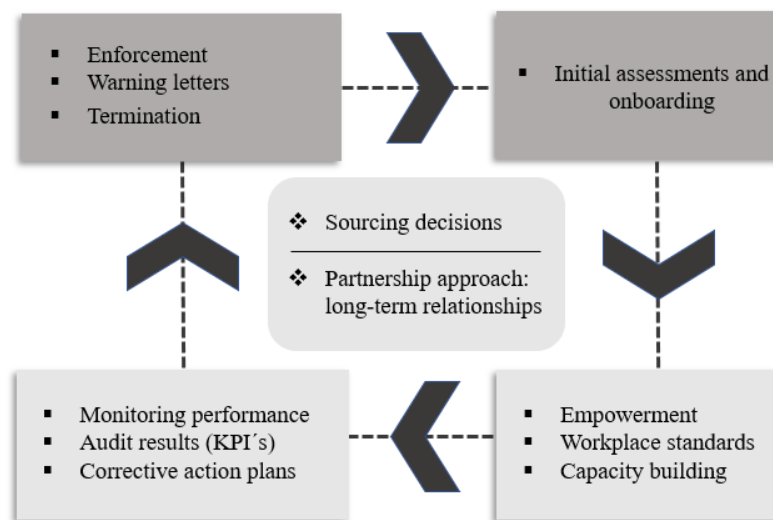 ▪ Enforcement
▪ Warning letters
▪ Termination
▪ Initial assessments and
onboarding
❖ Sourcing decisions
❖ Partnership approach:
long-term relationships
▪ Monitoring performance
▪ Audit results (KPI´s)
▪ Corrective action plans
▪ Empowerment
▪ Workplace standards
▪ Capacity building